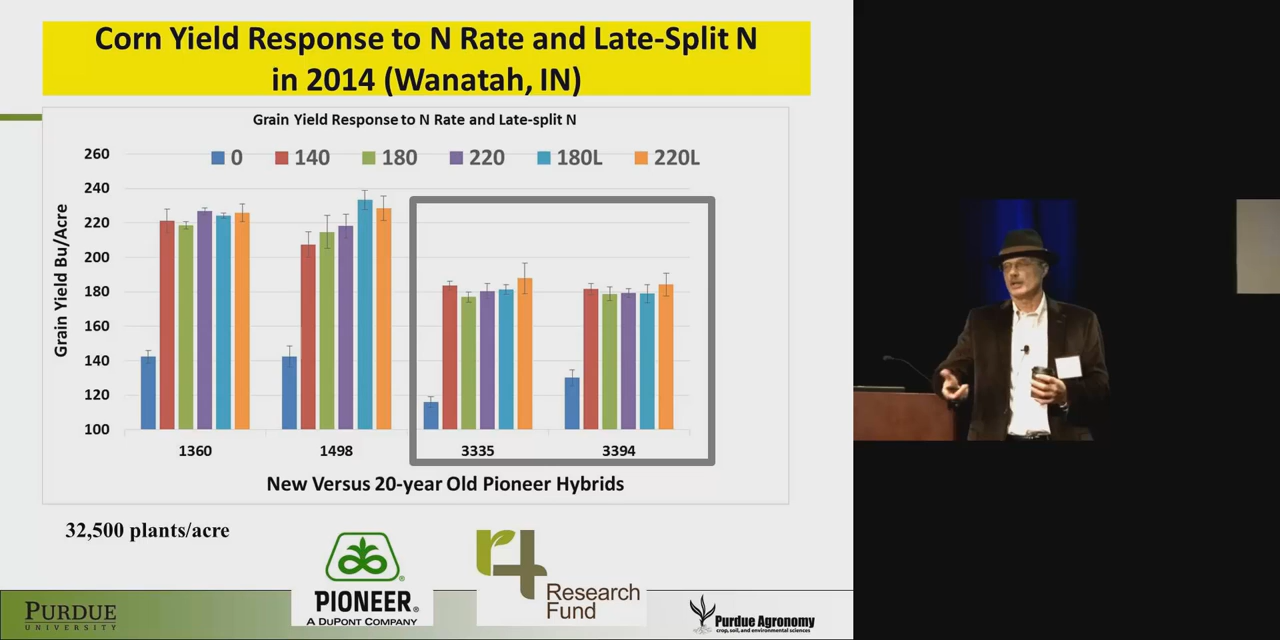 Corn Yield Response to N Rate and Late-Split N
in 2014 (Wanatah, IN)
Grain Yield Response to N Rate and Late-split N
0 140 180 220 180L 220L
260
240
220
200
180
160
140
120
100
Grain Yield Bu/Acre
1360 1498 3335 3394
New Versus 20-year Old Pioneer Hybrids
32,500 plants/acre
PIONEER®
A DUPONT COMPANY
r4
Research
Fund
PURDUE
UNIVERSITY
Purdue Agronomy
crop, soil, and environmental sciences